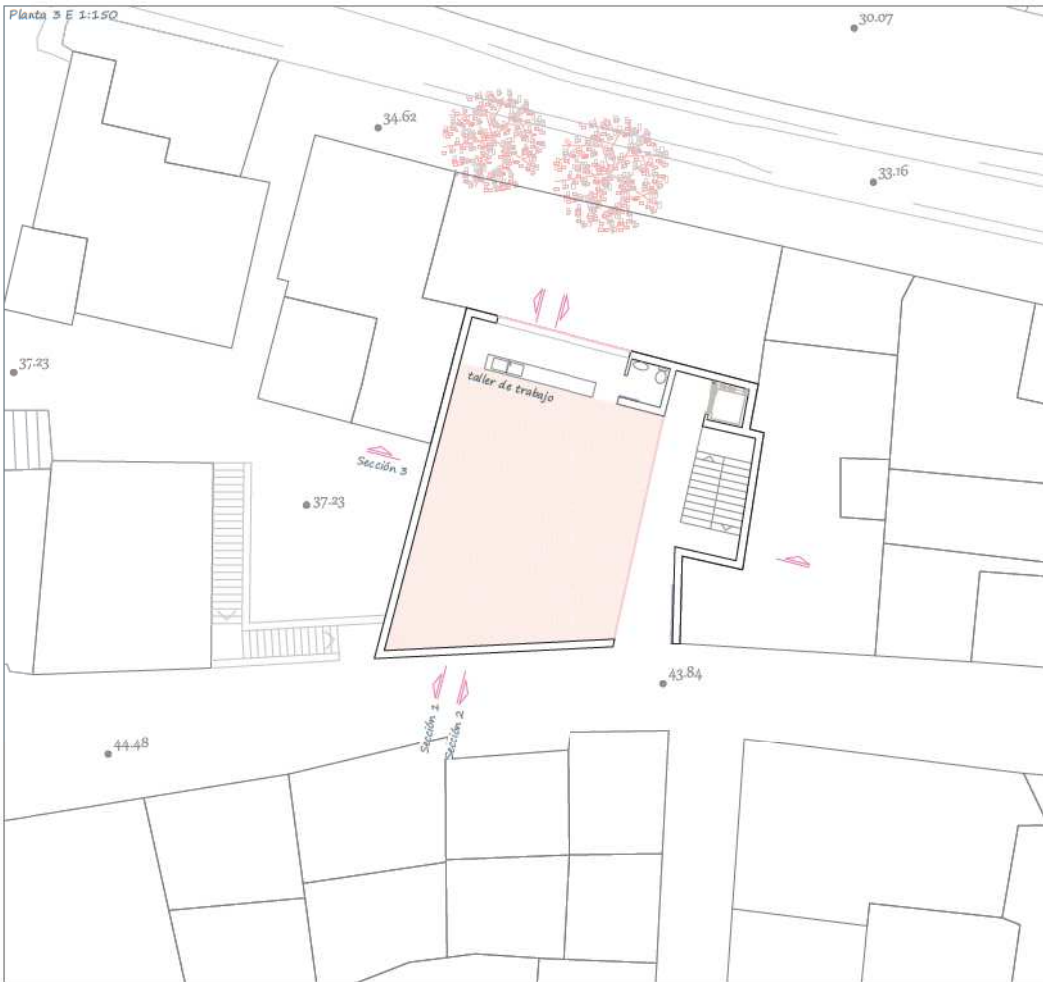 Planta 3 E 1:150
30.07
34.62
33.16
37.23
taller de trabajo
Sección 3
37.23
43.84
Sección 1
Sección 2
44.48